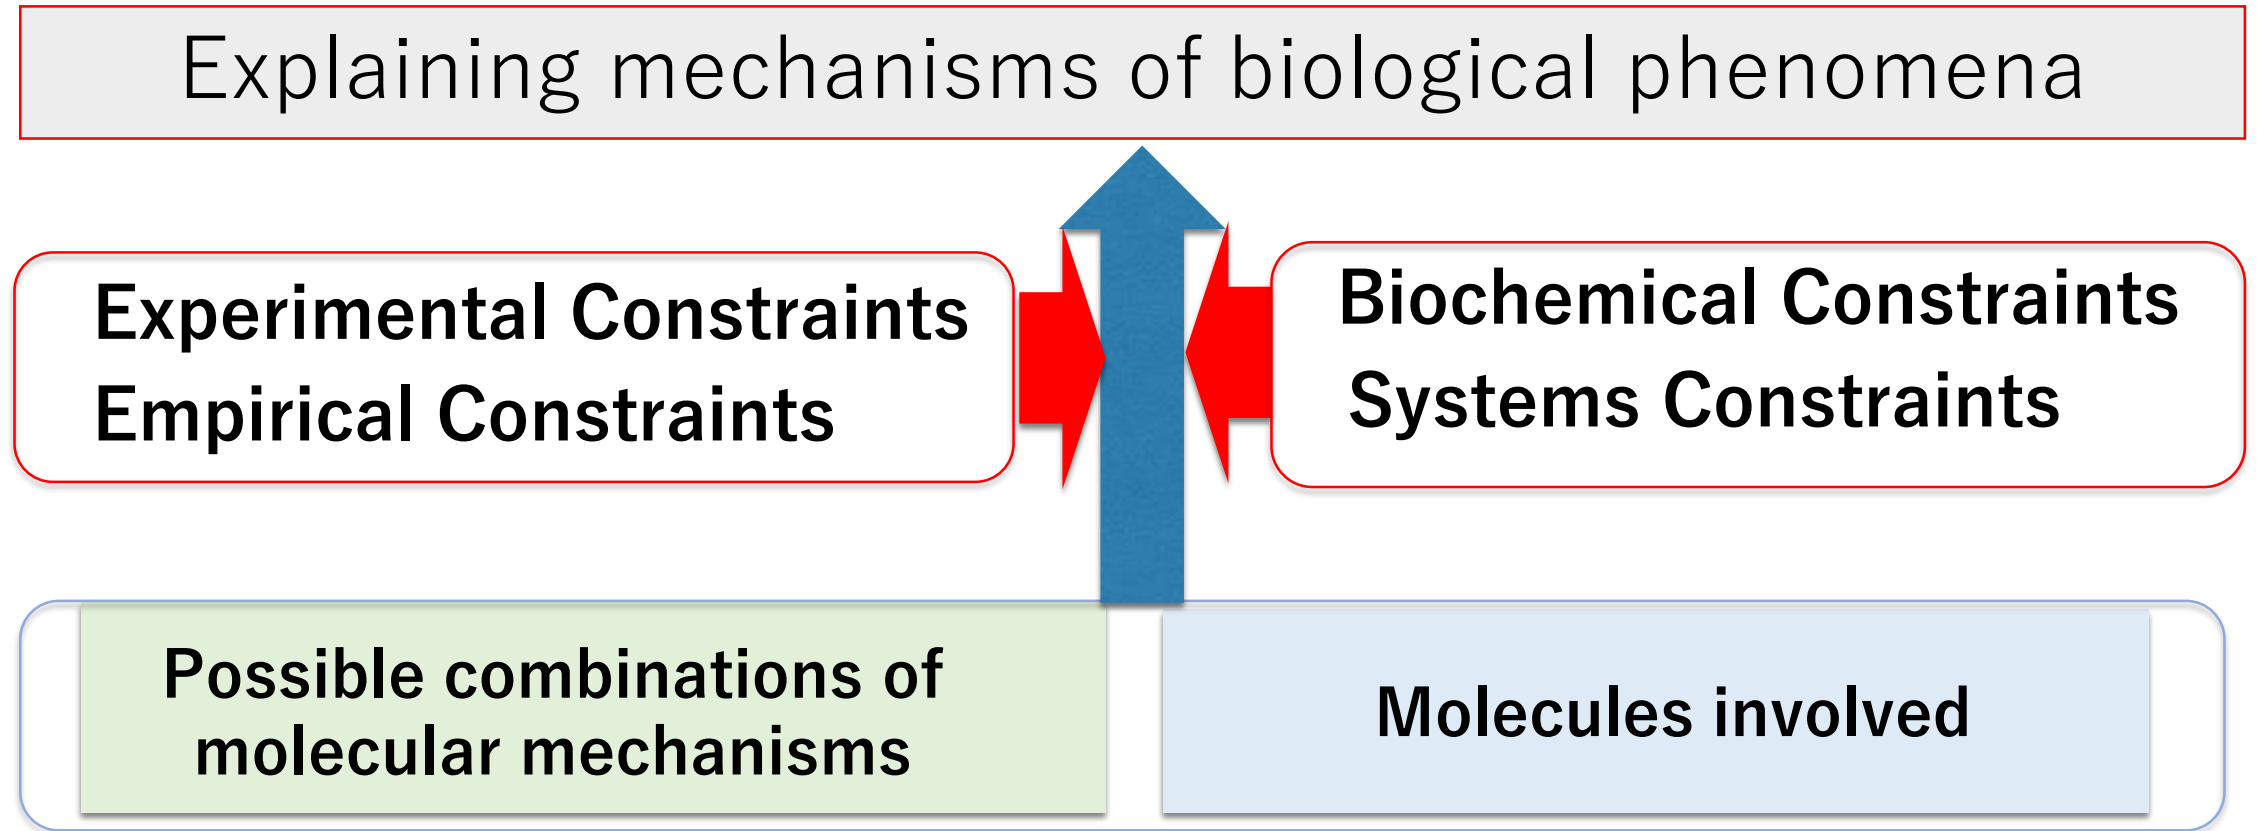 Explaining mechanisms of biological phenomena
Experimental Constraints
Empirical Constraints
Biochemical Constraints
Systems Constraints
Possible combinations of
molecular mechanisms
Molecules involved